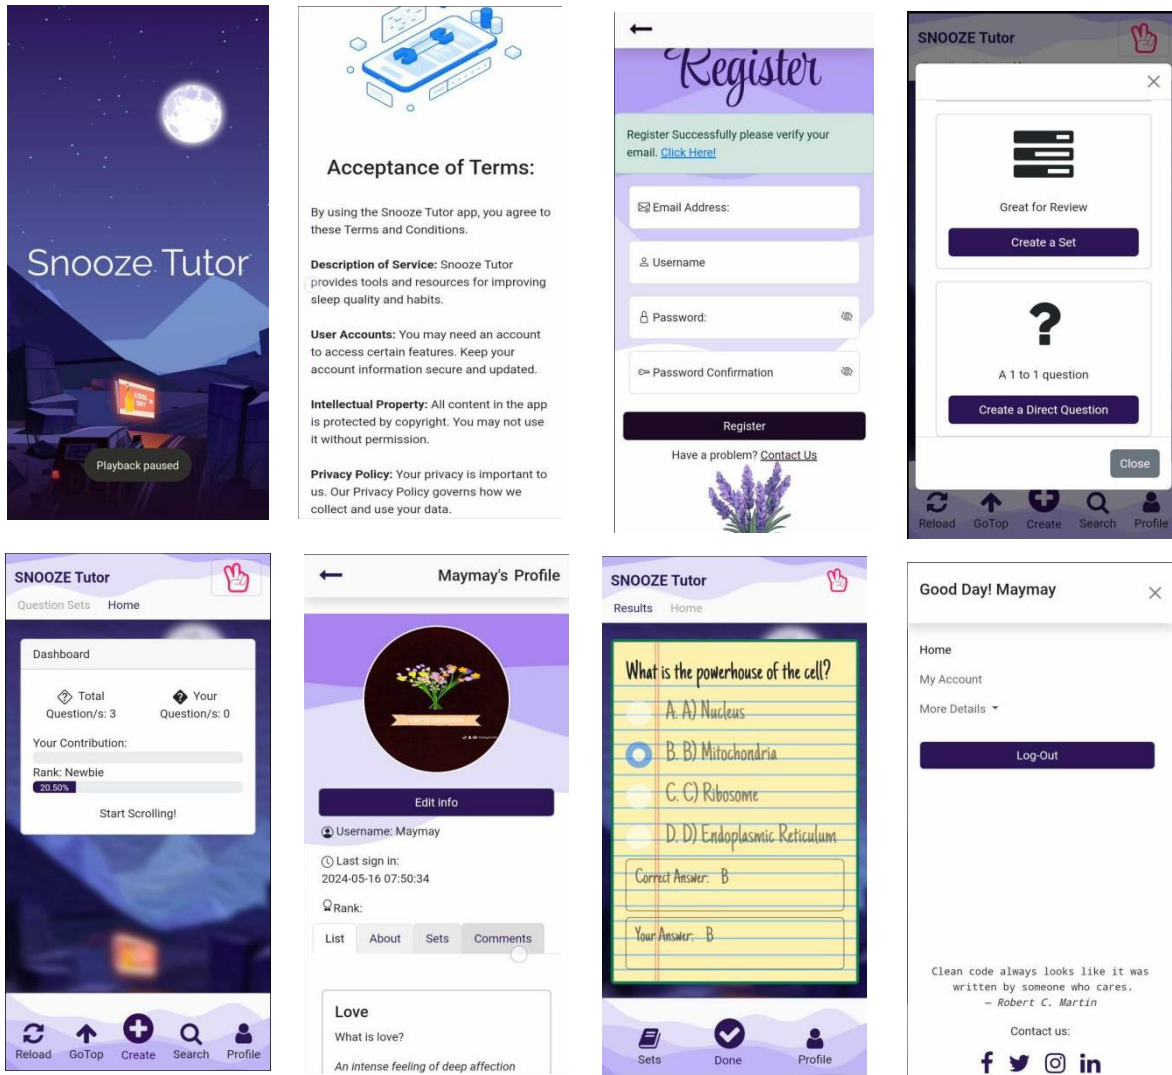 Snooze Tutor
COOL
Playback paused
Acceptance of Terms:
By using the Snooze Tutor app, you agree to
these Terms and Conditions.
Description of Service: Snooze Tutor
provides tools and resources for improving
sleep quality and habits.
User Accounts: You may need an account
to access certain features. Keep your
account information secure and updated.
Intellectual Property: All content in the app
is protected by copyright. You may not use
it without permission.
Privacy Policy: Your privacy is important to
us. Our Privacy Policy governs how we
collect and use your data.
Register
Register Successfully please verify your
email. Click Here!
Email Address:
Username
Password:
Password Confirmation
Register
Have a problem? Contact Us
SNOOZE Tutor
Great for Review
Create a Set
A 1 to 1 question
Create a Direct Question
Close
Reload GoTop Create Search Profile
SNOOZE Tutor
Question Sets Home
Dashboard
Total
Question/s: 3
Your
Question/s: 0
Your Contribution:
Rank: Newbie
20.50%
Start Scrolling!
Reload GoTop Create Search Profile
Maymay's Profile
Edit info
Username: Maymay
Last sign in:
2024-05-16 07:50:34
Rank:
List About Sets Comments
Love
What is love?
An intense feeling of deep affection
SNOOZE Tutor
Results Home
What is the powerhouse of the cell?
A. A) Nucleus
B. B) Mitochondria
C. C) Ribosome
D. D) Endoplasmic Reticulum
Correct Answer: B
Your Answer: B
Sets Done Profile
Good Day! Maymay
Home
My Account
More Details
Log-Out
Clean code always looks like it was
written by someone who cares.
— Robert C. Martin
Contact us: